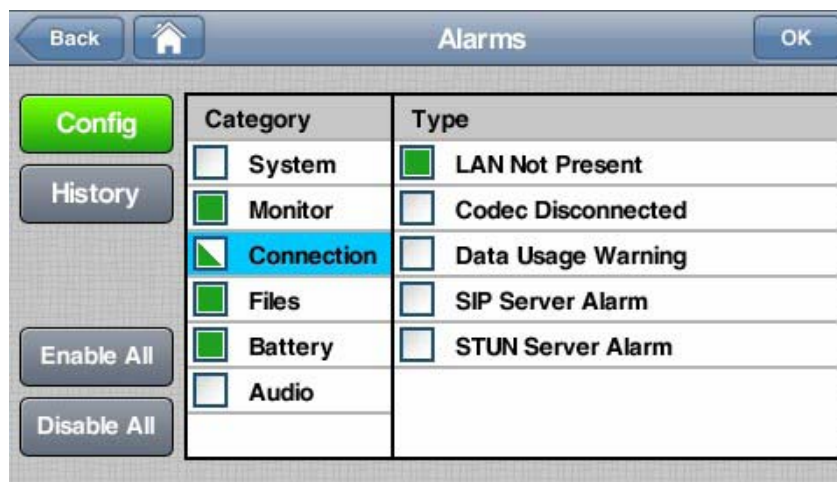 Back
Alarms
OK
Config
History
Enable All
Disable All
Category
System
Monitor
Connection
Files
Battery
Audio
Type
LAN Not Present
Codec Disconnected
Data Usage Warning
SIP Server Alarm
STUN Server Alarm